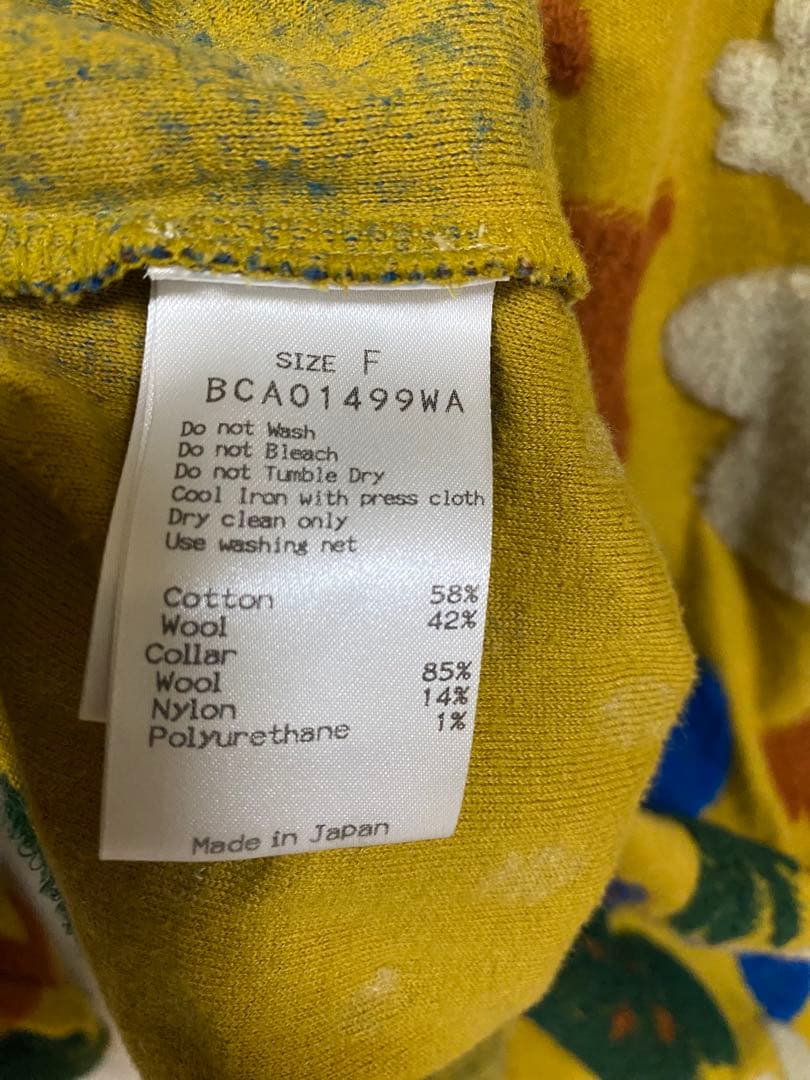 SIZE F
BCA01499WA
Do not Wash
Do not Bleach
Do not Tumble Dry
Cool Iron with press cloth
Dry clean only
Use washing net
Cotton 58%
Wool 42%
Collar
Wool 85%
Nylon 14%
Polyurethane 1%
Made in Japan